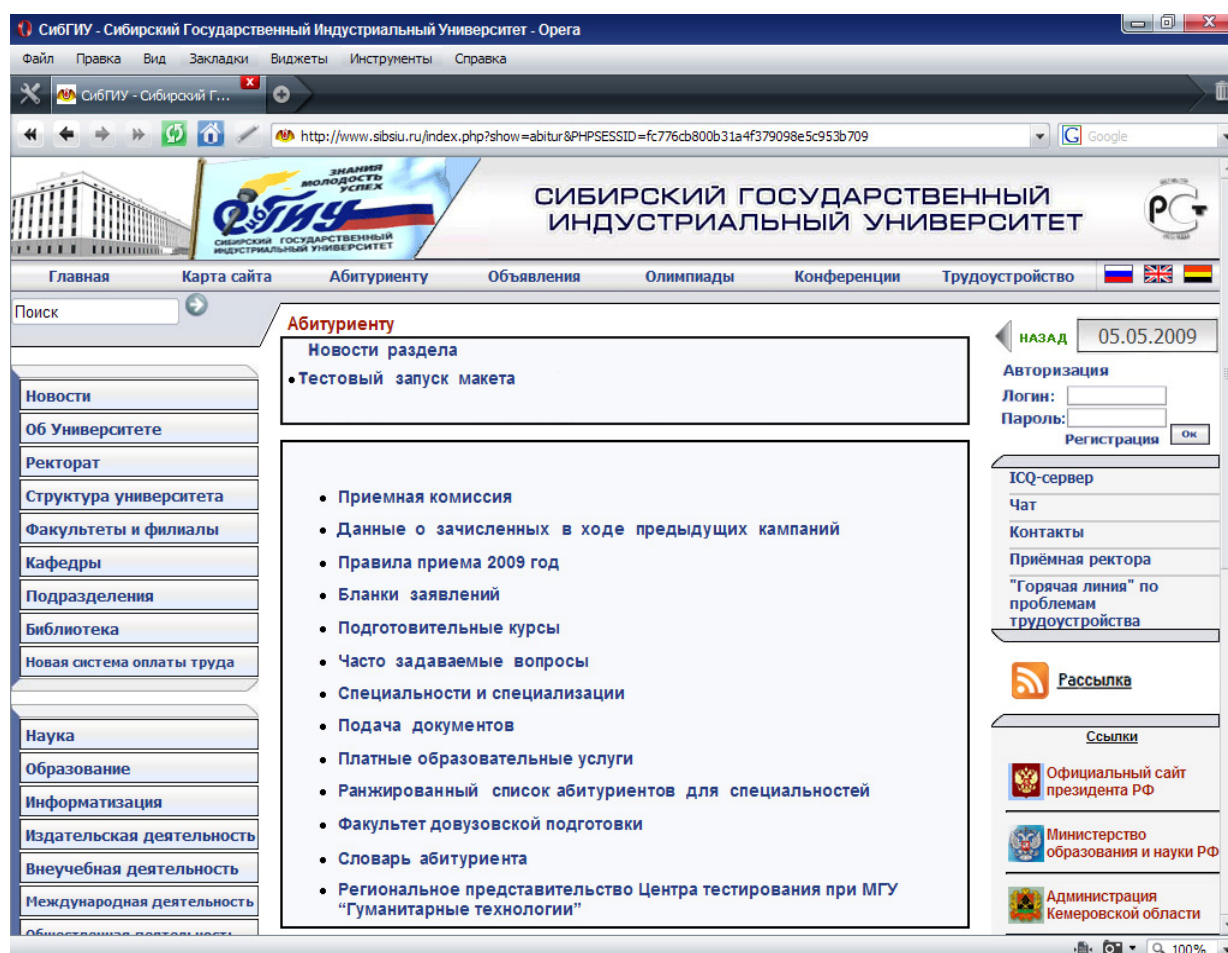 СибГИУ - Сибирский Государственный Индустриальный Университет - Opera
Файл Правка Вид Закладки Виджеты Инструменты Справка
СибГИУ - Сибирский Г...
http://www.sibsiu.ru/index.php?show=abitur&PHPSESSID=fc776cb800b31a4f379098e5c953b709
Google
ЗНАНИЯ
МОЛОДОСТЬ
УСПЕХ
СибГИУ
СИБИРСКИЙ ГОСУДАРСТВЕННЫЙ
ИНДУСТРИАЛЬНЫЙ УНИВЕРСИТЕТ
СИБИРСКИЙ ГОСУДАРСТВЕННЫЙ
ИНДУСТРИАЛЬНЫЙ УНИВЕРСИТЕТ
Главная Карта сайта Абитуриенту Объявления Олимпиады Конференции Трудоустройство
Поиск
Новости
Об Университете
Ректорат
Структура университета
Факультеты и филиалы
Кафедры
Подразделения
Библиотека
Новая система оплаты труда
Наука
Образование
Информатизация
Издательская деятельность
Внеучебная деятельность
Международная деятельность
Общественная деятельность
Абитуриенту
Новости раздела
Тестовый запуск макета
Приемная комиссия
Данные о зачисленных в ходе предыдущих кампаний
Правила приема 2009 год
Бланки заявлений
Подготовительные курсы
Часто задаваемые вопросы
Специальности и специализации
Подача документов
Платные образовательные услуги
Ранжированный список абитуриентов для специальностей
Факультет довузовской подготовки
Словарь абитуриента
Региональное представительство Центра тестирования при МГУ
“Гуманитарные технологии”
НАЗАД 05.05.2009
Авторизация
Логин:
Пароль:
Регистрация Ок
ICQ-сервер
Чат
Контакты
Приёмная ректора
"Горячая линия" по
проблемам
трудоустройства
Рассылка
Ссылки
Официальный сайт
президента РФ
Министерство
образования и науки РФ
Администрация
Кемеровской области
100%